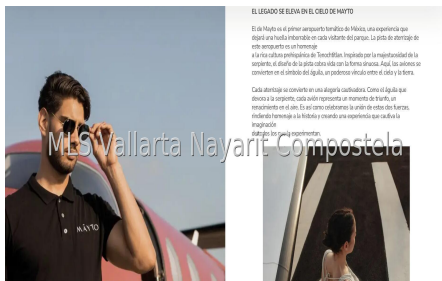 EL LEGADO SE ELEVA EN EL CIELO DE MAYTO
El de Mayto es el primer aeropuerto temático de México, una experiencia que
dejará una huella imborrable en cada visitante del parque. La pista de aterrizaje de
este aeropuerto es un homenaje
a la rica cultura prehispánica de Tenochtitlan. Inspirado por la majestuosidad de la
serpiente, el diseño de la pista cobra vida con la forma sinuosa. Aquí, los aviones se
convierten en el símbolo del águila, un poderoso vínculo entre el cielo y la tierra.
Cada aterrizaje se convierte en una alegoría cautivadora. Como el águila que
devora a la serpiente, cada avión representa un momento de triunfo, un
renacimiento en el aire. Es así como celebramos la unión de estas dos fuerzas,
rindiendo homenaje a la historia y creando una experiencia que cautiva la
imaginación
de todos los que la experimentan.
MLS Vallarta Nayarit Compostela
MAYTO